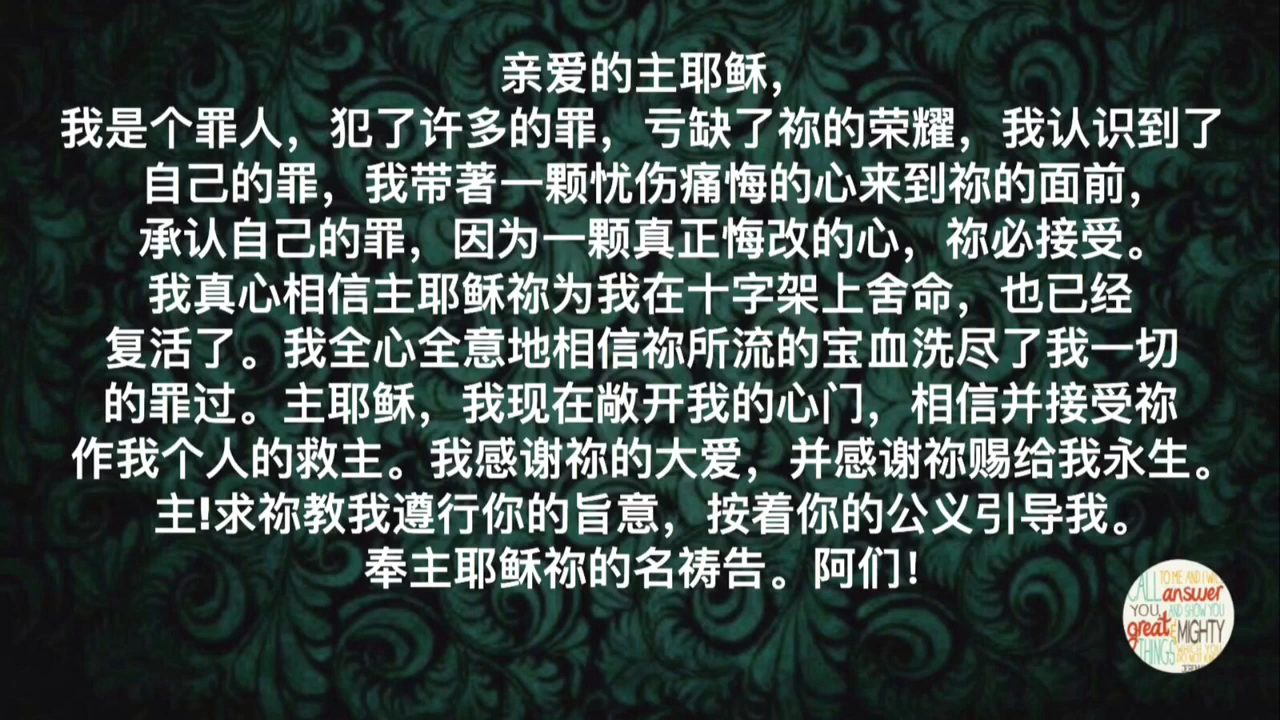 亲爱的主耶稣，
我是个罪人，犯了许多的罪，亏缺了祢的荣耀，我认识到了
自己的罪，我带著一颗忧伤痛悔的心来到祢的面前，
承认自己的罪，因为一颗真正悔改的心，祢必接受。
我真心相信主耶稣祢为我在十字架上舍命，也已经
复活了。我全心全意地相信祢所流的宝血洗尽了我一切
的罪过。主耶稣，我现在敞开我的心门，相信并接受祢
作我个人的救主。我感谢祢的大爱，并感谢祢赐给我永生。
主!求祢教我遵行你的旨意，按着你的公义引导我。
奉主耶稣祢的名祷告。阿们！
TO ME AND I WILL
CALL answer
YOU AND SHOW YOU
great & MIGHTY
THINGS